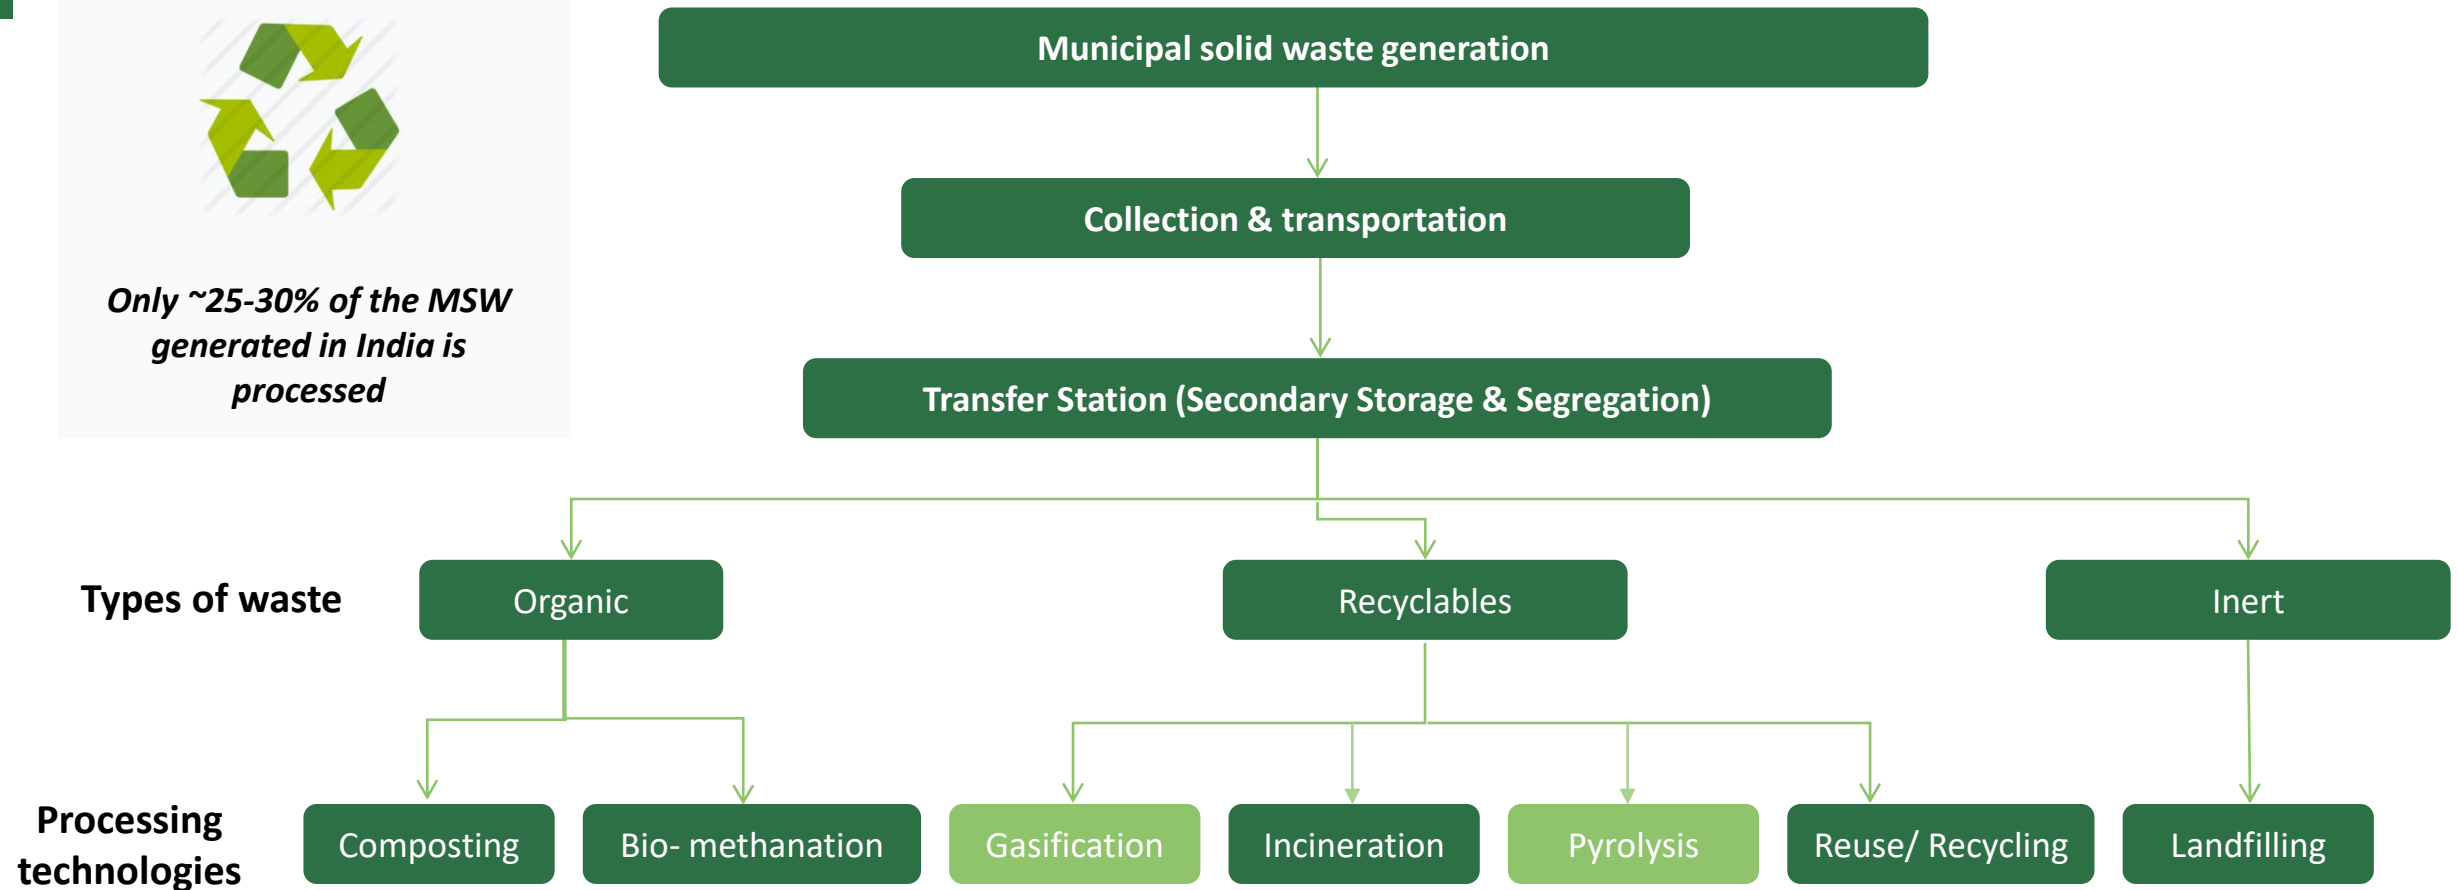 Municipal solid waste generation
Collection & transportation
Only ~25-30% of the MSW
generated in India is
processed
Transfer Station (Secondary Storage & Segregation)
Types of waste
Organic
Recyclables
Inert
Processing
technologies
Composting
Bio- methanation
Gasification
Incineration
Pyrolysis
Reuse/ Recycling
Landfilling